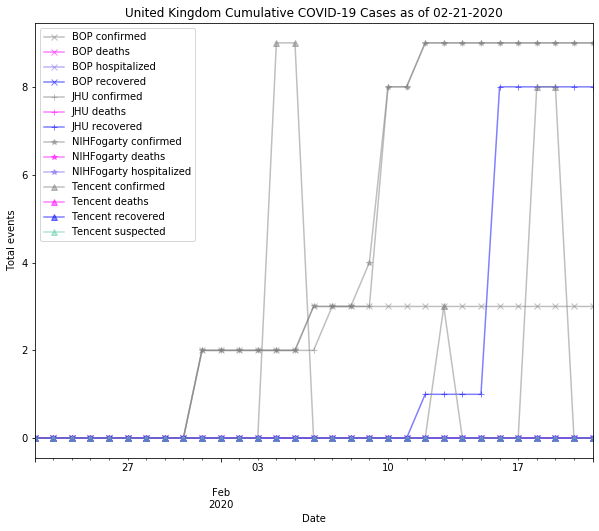 United Kingdom Cumulative COVID-19 Cases as of 02-21-2020
BOP confirmed
BOP deaths
BOP hospitalized
BOP recovered
JHU confirmed
JHU deaths
JHU recovered
NIHFogarty confirmed
NIHFogarty deaths
NIHFogarty hospitalized
Tencent confirmed
Tencent deaths
Tencent recovered
Tencent suspected
Total events
8
6
4
2
0
27
03
10
17
Feb
2020
Date